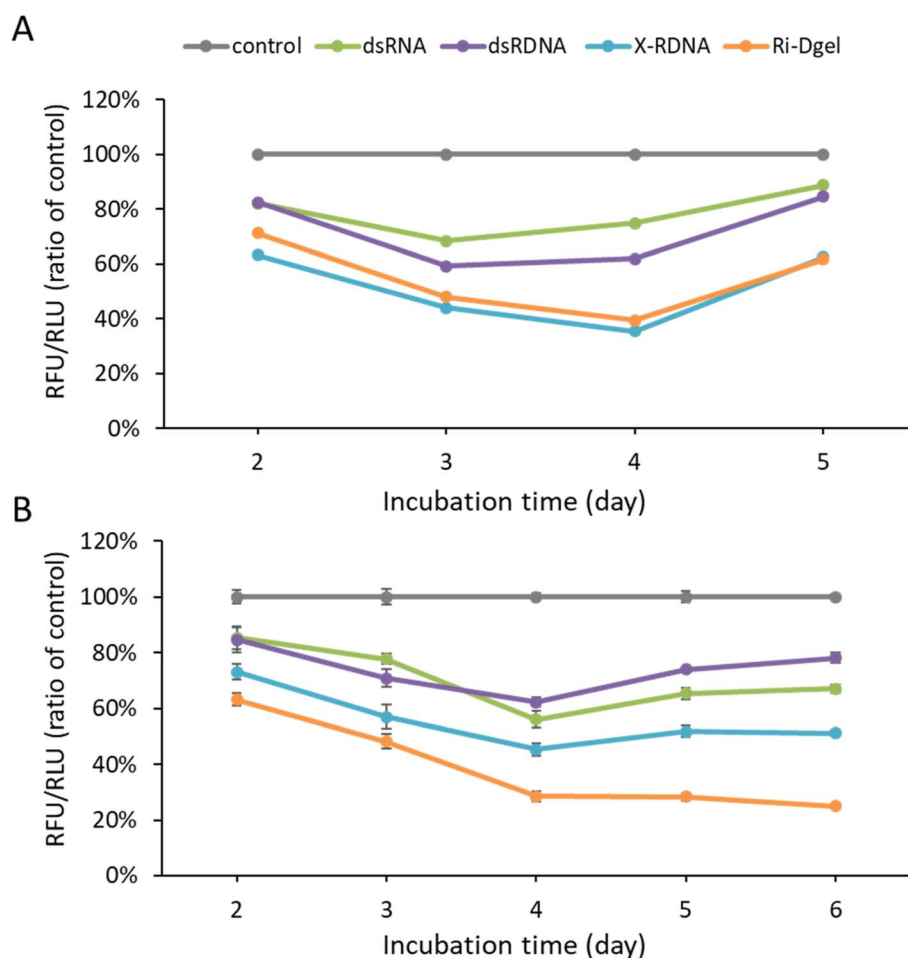 A
control dsRNA dsRDNA X-RDNA Ri-Dgel
RFU/RLU (ratio of control)
120%
100%
80%
60%
40%
20%
0%
2 3 4 5
Incubation time (day)
B
RFU/RLU (ratio of control)
120%
100%
80%
60%
40%
20%
0%
2 3 4 5 6
Incubation time (day)